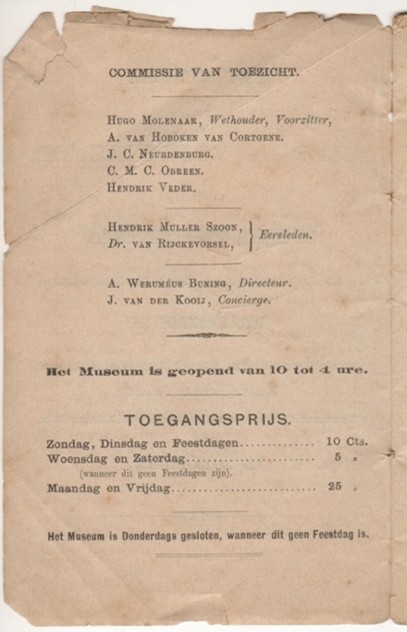 COMMISSIE VAN TOEZICHT.
HUGO MOLENAAR, Wethouder, Voorzitter,
A. VAN HOBOKEN VAN CORTGENE.
J. C. NEURDENBURG.
C. M. C. OBREEN.
HENDRIK VEDER.
HENDRIK MULLER SZOON,
Dr. VAN RIJCKEVORSEL, } Eereleden.
A. WERUMÉUS BUNING, Directeur.
J. VAN DER KOOIJ, Concierge.
Het Museum is geopend van 10 tot 4 ure.
TOEGANGSPRIJS.
Zondag, Dinsdag en Feestdagen............. 10 Cts.
Woensdag en Zaterdag....................... 5 „
(wanneer dit geen Feestdagen zijn).
Maandag en Vrijdag......................... 25 „
Het Museum is Donderdags gesloten, wanneer dit geen Feestdag is.